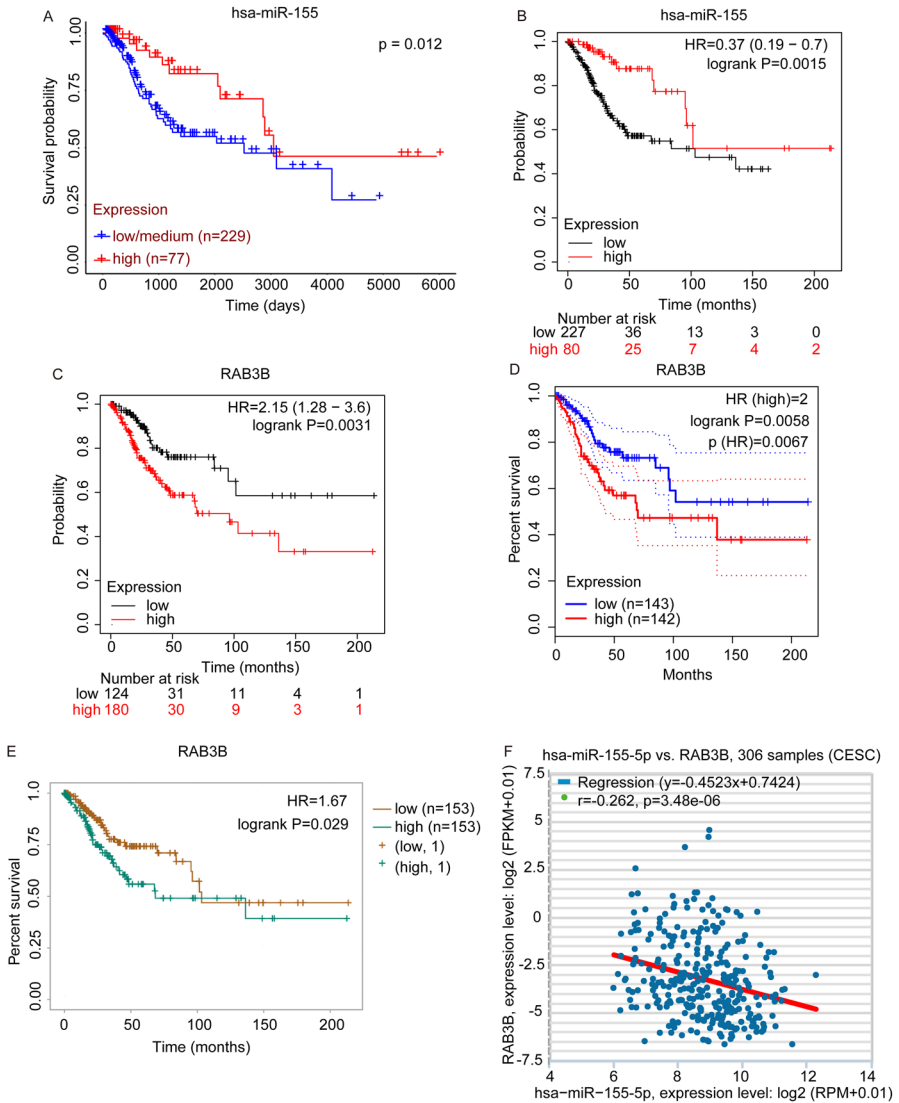 A
hsa-miR-155
p = 0.012
Survival probability
1.00
0.75
0.50
0.25
0.00
Expression
low/medium (n=229)
high (n=77)
0 1000 2000 3000 4000 5000 6000
Time (days)
B
hsa-miR-155
HR=0.37 (0.19 − 0.7)
logrank P=0.0015
Probability
1.0
0.8
0.6
0.4
0.2
0.0
Expression
low
high
0 50 100 150 200
Time (months)
Number at risk
low 227 36 13 3 0
high 80 25 7 4 2
C
RAB3B
HR=2.15 (1.28 − 3.6)
logrank P=0.0031
Probability
1.0
0.8
0.6
0.4
0.2
0.0
Expression
low
high
0 50 100 150 200
Time (months)
Number at risk
low 124 31 11 4 1
high 180 30 9 3 1
D
RAB3B
HR (high)=2
logrank P=0.0058
p (HR)=0.0067
Percent survival
1.0
0.8
0.6
0.4
0.2
0.0
Expression
low (n=143)
high (n=142)
0 50 100 150 200
Months
E
RAB3B
HR=1.67
logrank P=0.029
Percent survival
1.0
0.75
0.50
0.25
0.00
low (n=153)
high (n=153)
(low, 1)
(high, 1)
0 50 100 150 200
Time (months)
F
hsa-miR-155-5p vs. RAB3B, 306 samples (CESC)
Regression (y=-0.4523x+0.7424)
r=-0.262, p=3.48e-06
RAB3B, expression level: log2 (FPKM+0.01)
7.5
5
2.5
0
-2.5
-5
-7.5
4 6 8 10 12 14
hsa−miR−155-5p, expression level: log2 (RPM+0.01)